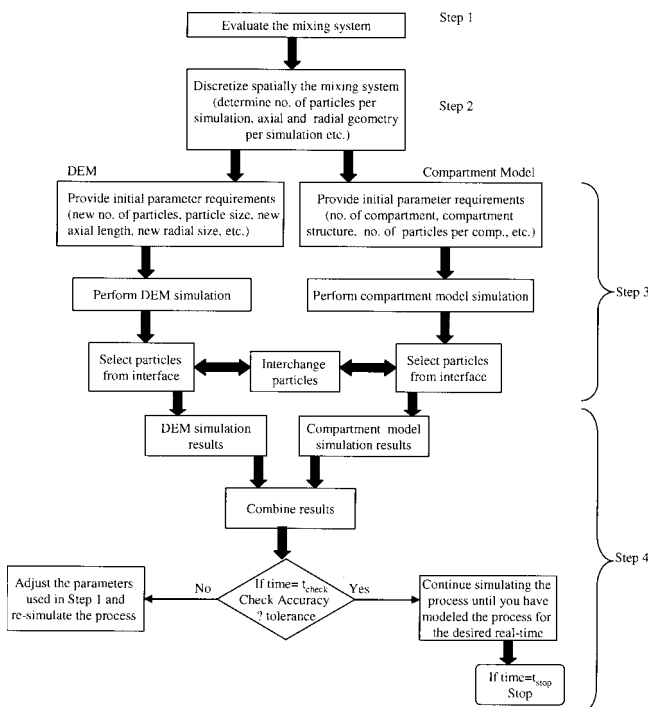 Evaluate the mixing system
Step 1
Discretize spatially the mixing system
(determine no. of particles per
simulation, axial and radial geometry
per simulation etc.)
Step 2
DEM
Compartment Model
Provide initial parameter requirements
(new no. of particles, particle size, new
axial length, new radial size, etc.)
Provide initial parameter requirements
(no. of compartment, compartment
structure, no. of particles per comp., etc.)
Perform DEM simulation
Perform compartment model simulation
Step 3
Select particles
from interface
Interchange
particles
Select particles
from interface
DEM simulation
results
Compartment model
simulation results
Combine results
Step 4
If time= tcheck
Check Accuracy
? tolerance
No
Yes
Adjust the parameters
used in Step 1 and
re-simulate the process
Continue simulating the
process until you have
modeled the process for
the desired real-time
If time=tstop
Stop